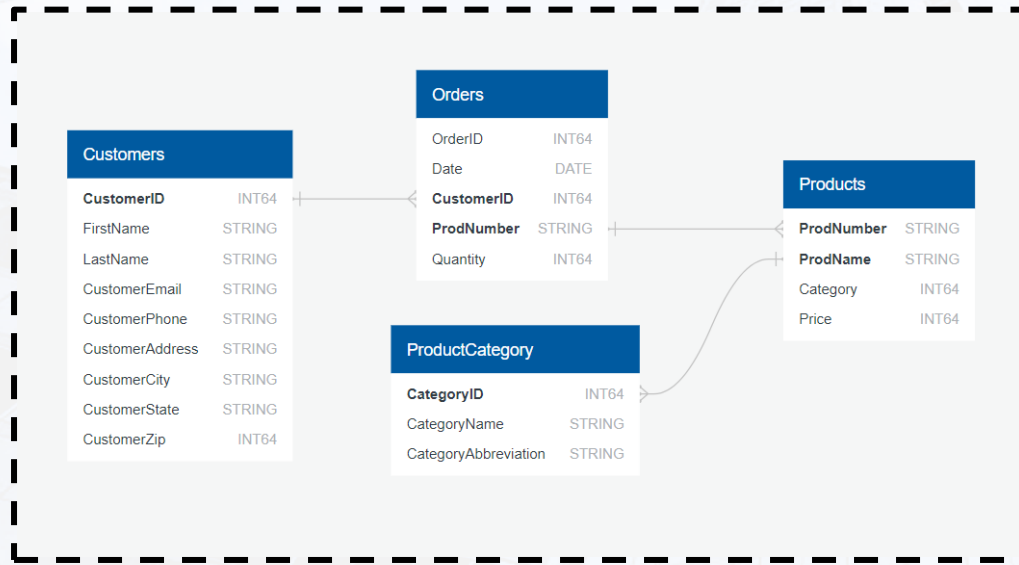 Customers
CustomerID INT64
FirstName STRING
LastName STRING
CustomerEmail STRING
CustomerPhone STRING
CustomerAddress STRING
CustomerCity STRING
CustomerState STRING
CustomerZip INT64
Orders
OrderID INT64
Date DATE
CustomerID INT64
ProdNumber STRING
Quantity INT64
ProductCategory
CategoryID INT64
CategoryName STRING
CategoryAbbreviation STRING
Products
ProdNumber STRING
ProdName STRING
Category INT64
Price INT64